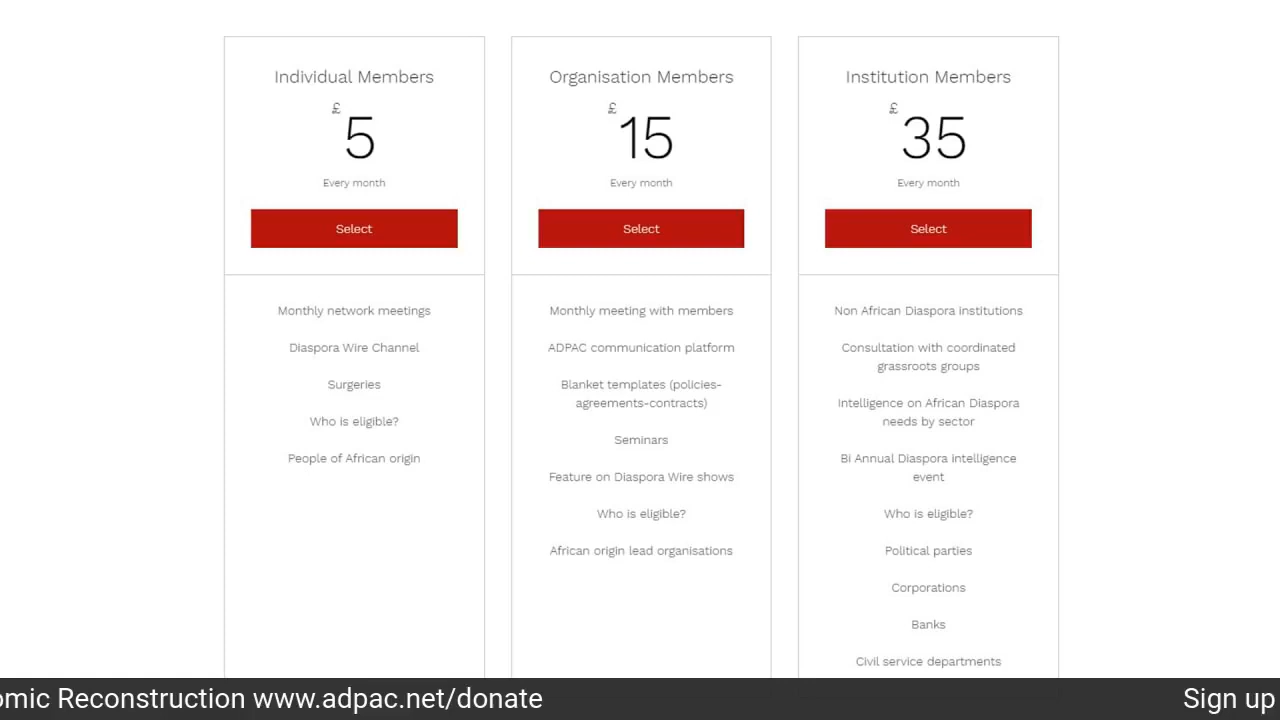 Individual Members
£
5
Every month
Select
Monthly network meetings
Diaspora Wire Channel
Surgeries
Who is eligible?
People of African origin
Organisation Members
£
15
Every month
Select
Monthly meeting with members
ADPAC communication platform
Blanket templates (policies-
agreements-contracts)
Seminars
Feature on Diaspora Wire shows
Who is eligible?
African origin lead organisations
Institution Members
£
35
Every month
Select
Non African Diaspora institutions
Consultation with coordinated
grassroots groups
Intelligence on African Diaspora
needs by sector
Bi Annual Diaspora intelligence
event
Who is eligible?
Political parties
Corporations
Banks
Civil service departments
omic Reconstruction www.adpac.net/donate
Sign up